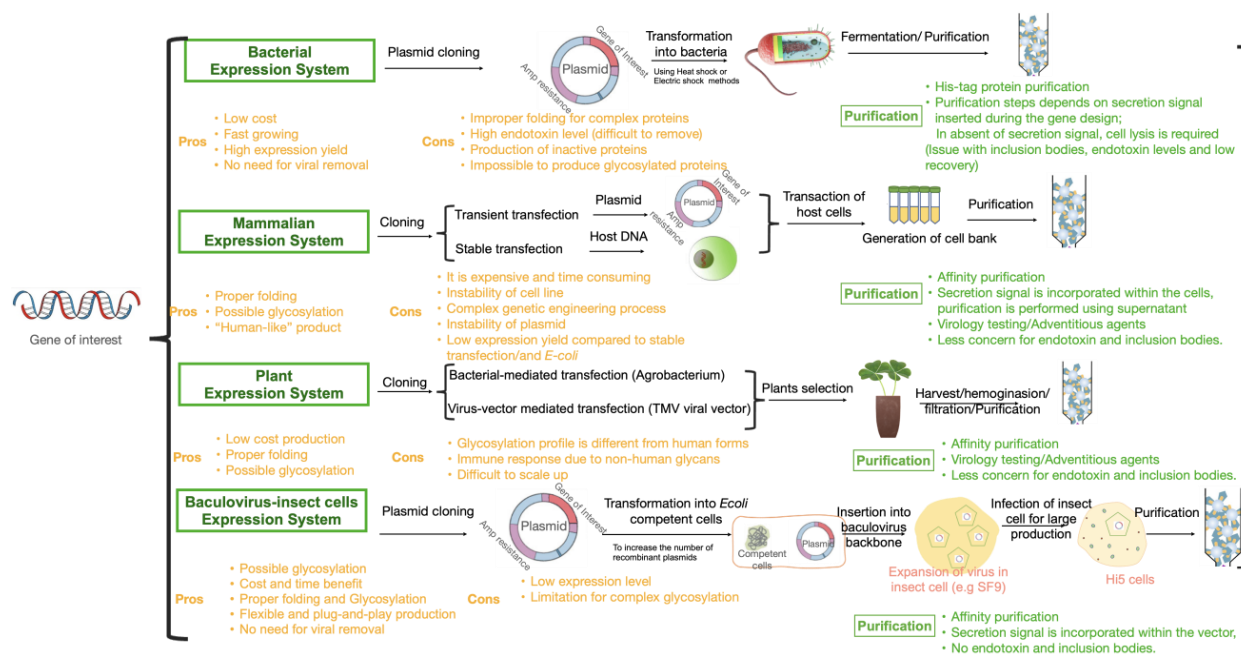 Gene of interest
Bacterial
Expression System
Plasmid cloning
Gene of Interest
Plasmid
Amp resistance
Transformation
into bacteria
Using Heat shock or
Electric shock methods
Fermentation/ Purification
Pros
• Low cost
• Fast growing
• High expression yield
• No need for viral removal
Cons
• Improper folding for complex proteins
• High endotoxin level (difficult to remove)
• Production of inactive proteins
• Impossible to produce glycosylated proteins
Purification
• His-tag protein purification
• Purification steps depends on secretion signal
inserted during the gene design;
In absent of secretion signal, cell lysis is required
(Issue with inclusion bodies, endotoxin levels and low
recovery)
Mammalian
Expression System
Cloning
Transient transfection
Stable transfection
Plasmid
Host DNA
Gene of
Interest
Plasmid
Amp
resistance
Transaction of
host cells
Generation of cell bank
Purification
Pros
• Proper folding
• Possible glycosylation
• "Human-like" product
Cons
• It is expensive and time consuming
• Instability of cell line
• Complex genetic engineering process
• Instability of plasmid
• Low expression yield compared to stable
transfection/and E-coli
Purification
• Affinity purification
• Secretion signal is incorporated within the cells,
purification is performed using supernatant
• Virology testing/Adventitious agents
• Less concern for endotoxin and inclusion bodies.
Plant
Expression System
Cloning
Bacterial-mediated transfection (Agrobacterium)
Virus-vector mediated transfection (TMV viral vector)
Plants selection
Harvest/hemoginasion/
filtration/Purification
Pros
• Low cost production
• Proper folding
• Possible glycosylation
Cons
• Glycosylation profile is different from human forms
• Immune response due to non-human glycans
• Difficult to scale up
Purification
• Affinity purification
• Virology testing/Adventitious agents
• Less concern for endotoxin and inclusion bodies.
Baculovirus-insect cells
Expression System
Plasmid cloning
Gene of Interest
Plasmid
Amp resistance
Transformation into Ecoli
competent cells
To increase the number of
recombinant plasmids
Competent
cells
Plasmid
Insertion into
baculovirus
backbone
Expansion of virus in
insect cell (e.g SF9)
Infection of insect
cell for large
production
Hi5 cells
Purification
Pros
• Possible glycosylation
• Cost and time benefit
• Proper folding and Glycosylation
• Flexible and plug-and-play production
• No need for viral removal
Cons
• Low expression level
• Limitation for complex glycosylation
Purification
• Affinity purification
• Secretion signal is incorporated within the vector,
• No endotoxin and inclusion bodies.